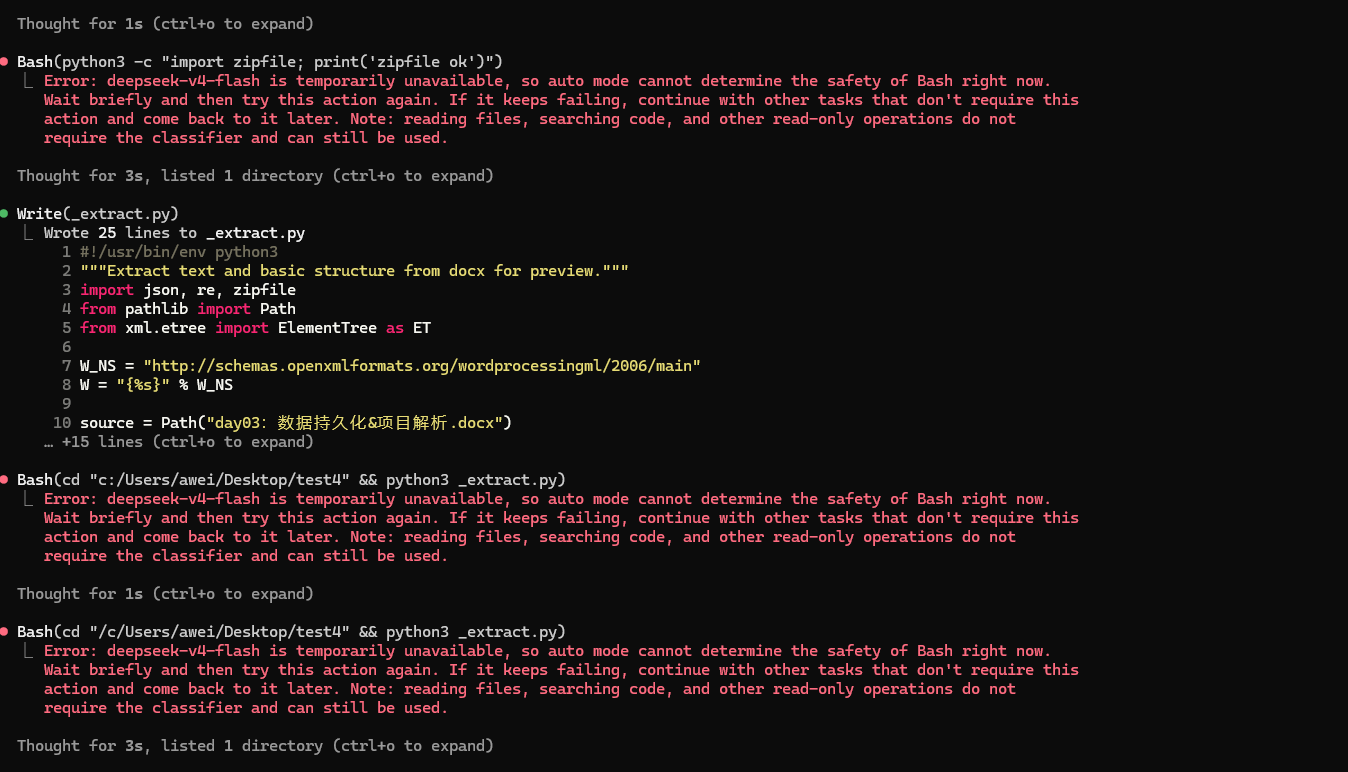 Thought for 1s (ctrl+o to expand)
Bash(python3 -c "import zipfile; print('zipfile ok')")
Error: deepseek-v4-flash is temporarily unavailable, so auto mode cannot determine the safety of Bash right now.
Wait briefly and then try this action again. If it keeps failing, continue with other tasks that don't require this
action and come back to it later. Note: reading files, searching code, and other read-only operations do not
require the classifier and can still be used.
Thought for 3s, listed 1 directory (ctrl+o to expand)
Write(_extract.py)
Wrote 25 lines to _extract.py
1 #!/usr/bin/env python3
2 """Extract text and basic structure from docx for preview."""
3 import json, re, zipfile
4 from pathlib import Path
5 from xml.etree import ElementTree as ET
6
7 W_NS = "http://schemas.openxmlformats.org/wordprocessingml/2006/main"
8 W = "{%s}" % W_NS
9
10 source = Path("day03: 数据持久化&项目解析.docx")
… +15 lines (ctrl+o to expand)
Bash(cd "c:/Users/awei/Desktop/test4" && python3 _extract.py)
Error: deepseek-v4-flash is temporarily unavailable, so auto mode cannot determine the safety of Bash right now.
Wait briefly and then try this action again. If it keeps failing, continue with other tasks that don't require this
action and come back to it later. Note: reading files, searching code, and other read-only operations do not
require the classifier and can still be used.
Thought for 1s (ctrl+o to expand)
Bash(cd "/c/Users/awei/Desktop/test4" && python3 _extract.py)
Error: deepseek-v4-flash is temporarily unavailable, so auto mode cannot determine the safety of Bash right now.
Wait briefly and then try this action again. If it keeps failing, continue with other tasks that don't require this
action and come back to it later. Note: reading files, searching code, and other read-only operations do not
require the classifier and can still be used.
Thought for 3s, listed 1 directory (ctrl+o to expand)